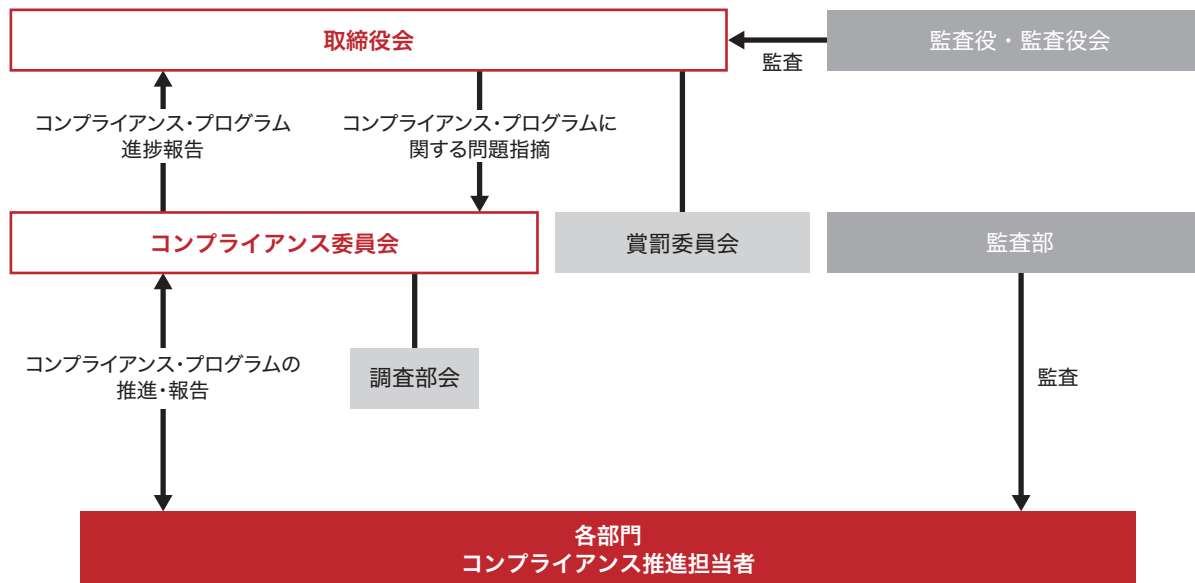 取締役会
監査役・監査役会
監査
コンプライアンス・プログラム
進捗報告
コンプライアンス・プログラムに
関する問題指摘
コンプライアンス委員会
賞罰委員会
監査部
コンプライアンス・プログラムの
推進・報告
調査部会
監査
各部門
コンプライアンス推進担当者